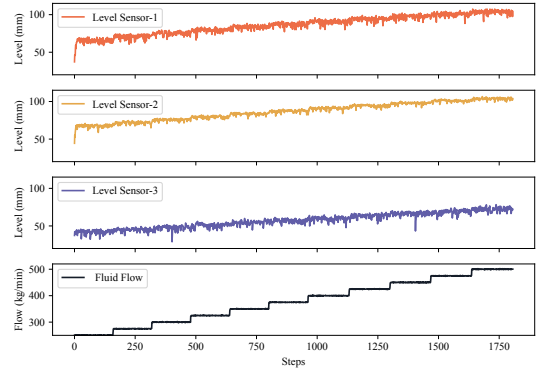 Level Sensor-1
100
50
Level (mm)
Level Sensor-2
100
50
Level (mm)
Level Sensor-3
100
50
Level (mm)
Fluid Flow
500
400
300
Flow (kg/min)
0 250 500 750 1000 1250 1500 1750
Steps